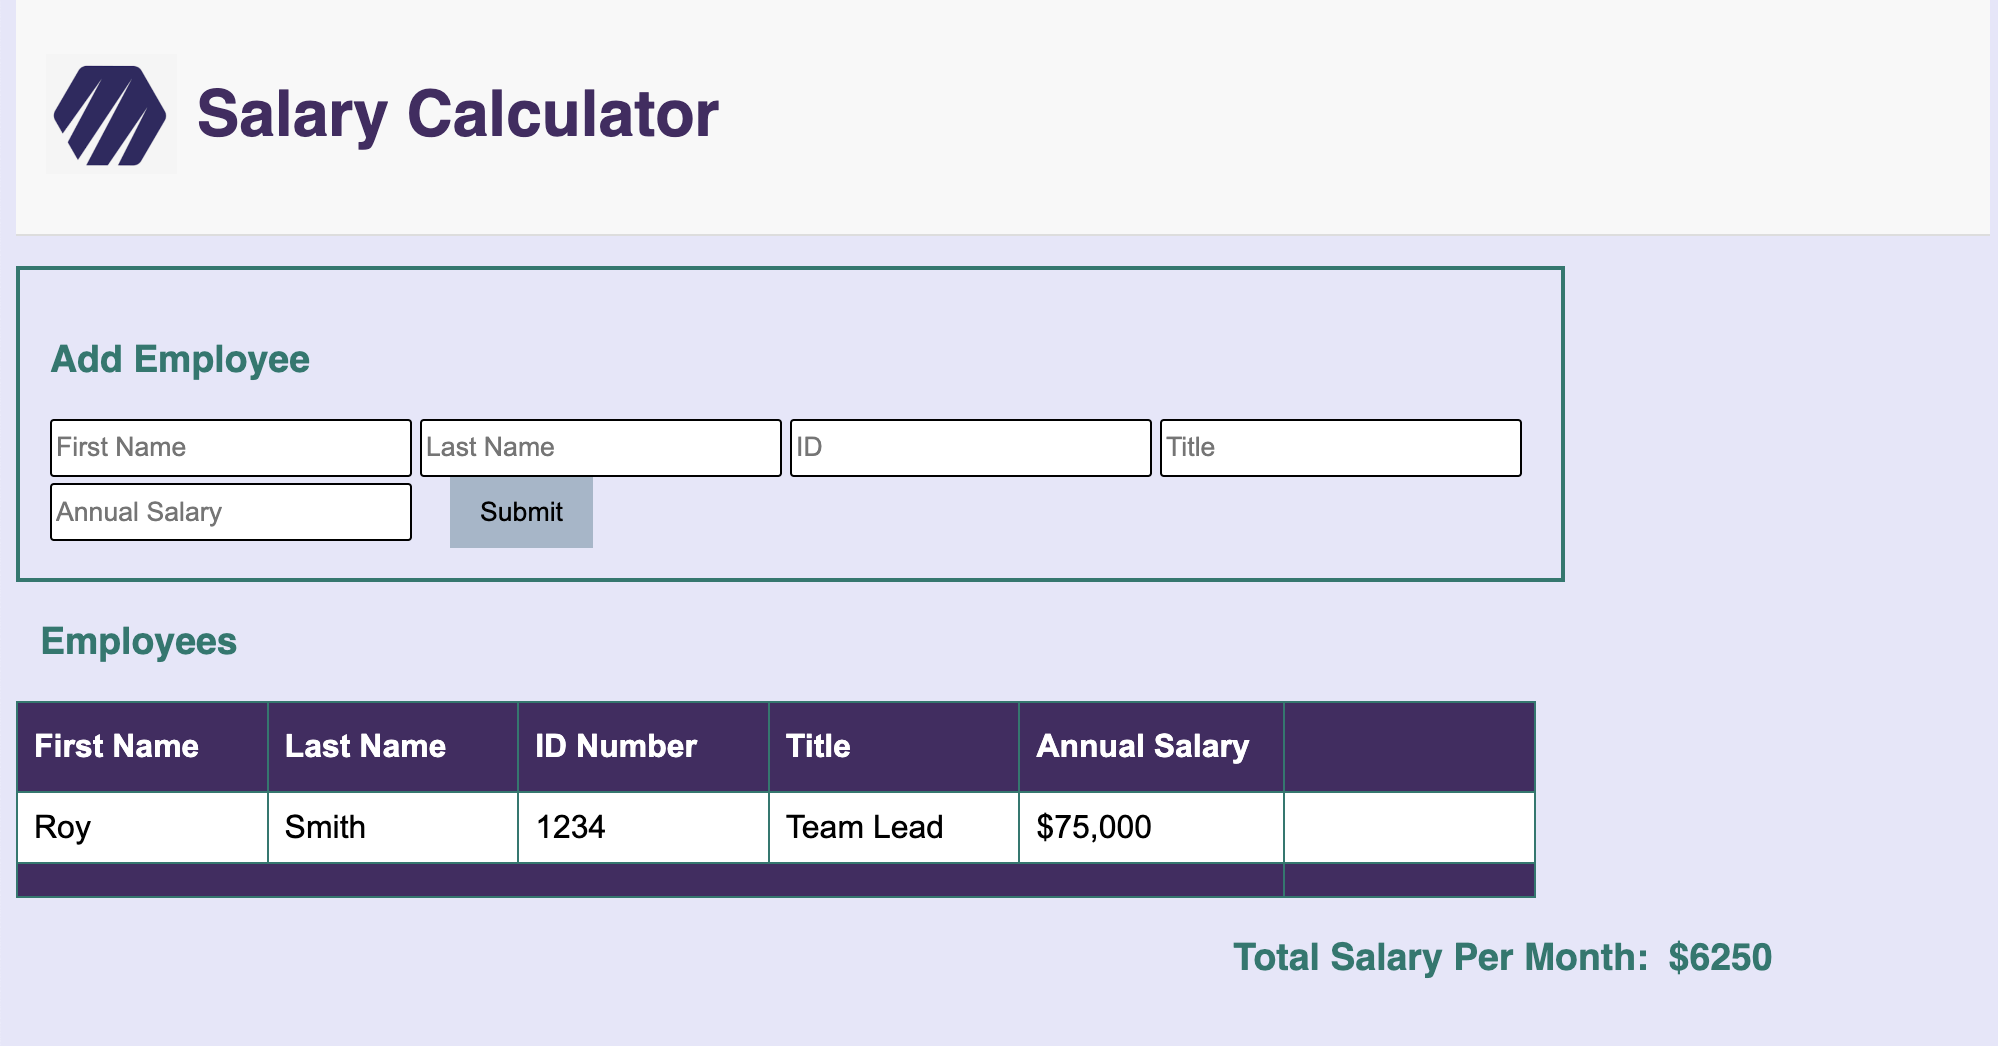 Salary Calculator
Add Employee
First Name Last Name ID Title
Annual Salary Submit
Employees
First Name Last Name ID Number Title Annual Salary
Roy Smith 1234 Team Lead $75,000
Total Salary Per Month: $6250